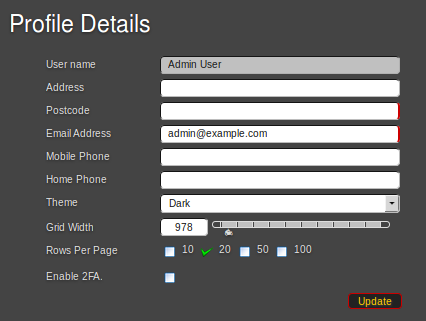 Profile Details
User name Admin User
Address
Postcode
Email Address admin@example.com
Mobile Phone
Home Phone
Theme Dark
Grid Width 978
Rows Per Page 10 20 50 100
Enable 2FA.
Update